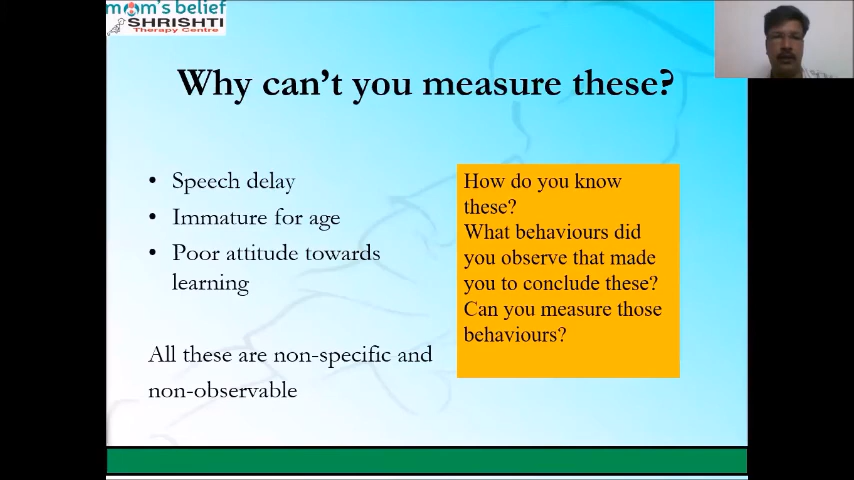 mom's belief
SHRISHTI
Therapy Centre
Why can't you measure these?
• Speech delay
• Immature for age
• Poor attitude towards
learning
All these are non-specific and
non-observable
How do you know
these?
What behaviours did
you observe that made
you to conclude these?
Can you measure those
behaviours?